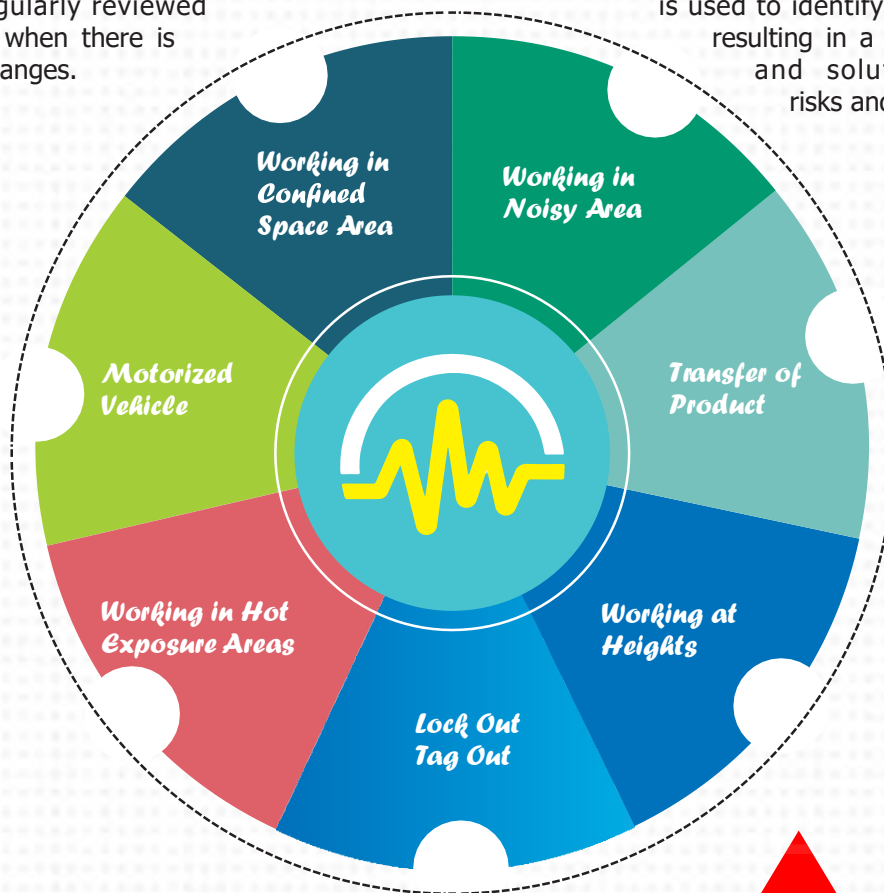 gularly reviewed
when there is
anges.
is used to identify
resulting in a
and solut
risks and
Working in
Confined
Space Area
Working in
Noisy Area
Motorized
Vehicle
Transfer of
Product
Working in Hot
Exposure Areas
Working at
Heights
Lock Out
Tag Out